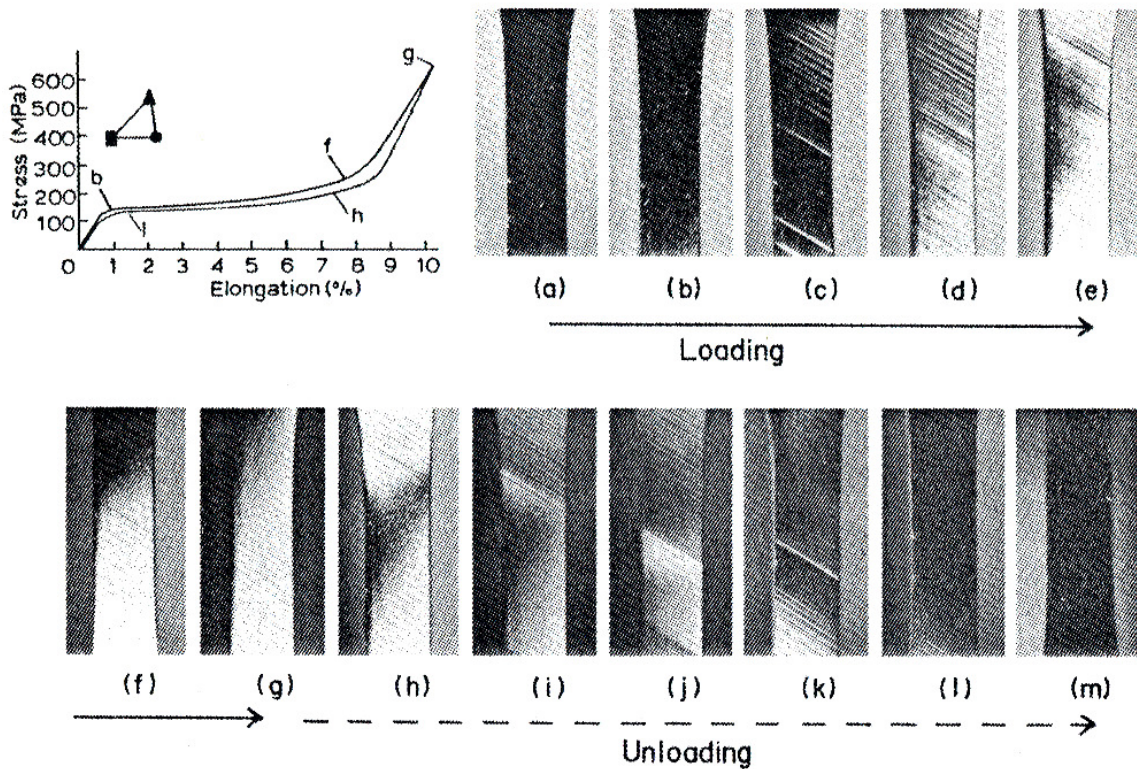 g
600
500
400
300
200
100
Stress (MPa)
b
f
l
h
0 1 2 3 4 5 6 7 8 9 10
Elongation (%)
(a) (b) (c) (d) (e)
Loading
(f) (g) (h) (i) (j) (k) (l) (m)
Unloading